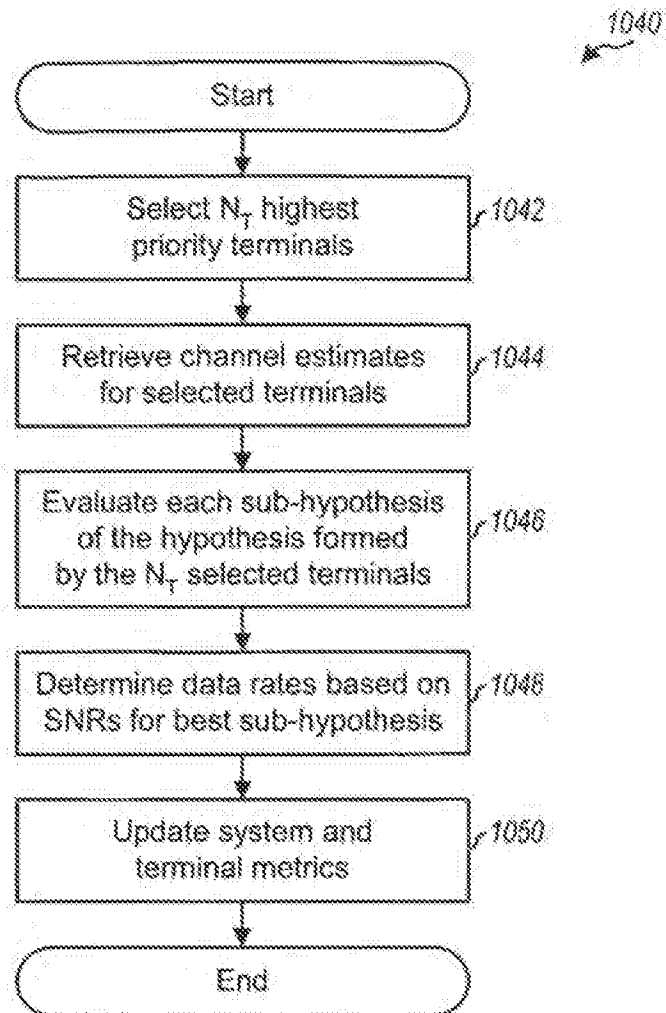 1040
Start
Select N_T highest
priority terminals
1042
Retrieve channel estimates
for selected terminals
1044
Evaluate each sub-hypothesis
of the hypothesis formed
by the N_T selected terminals
1046
Determine data rates based on
SNRs for best sub-hypothesis
1048
Update system and
terminal metrics
1050
End